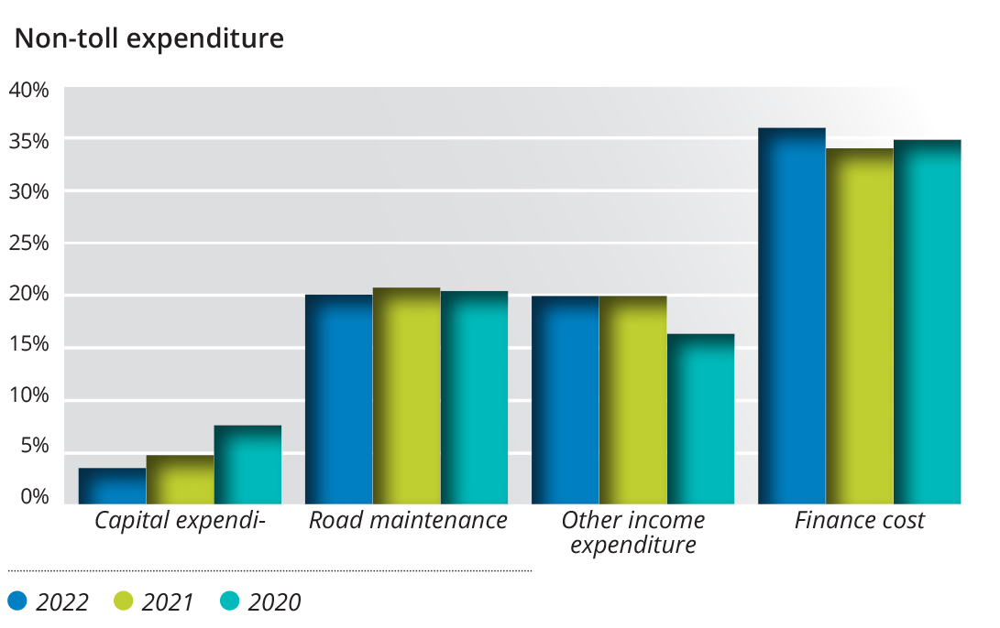 Non-toll expenditure
40%
35%
30%
25%
20%
15%
10%
5%
0%
Capital expendi-
Road maintenance
Other income
expenditure
Finance cost
2022
2021
2020